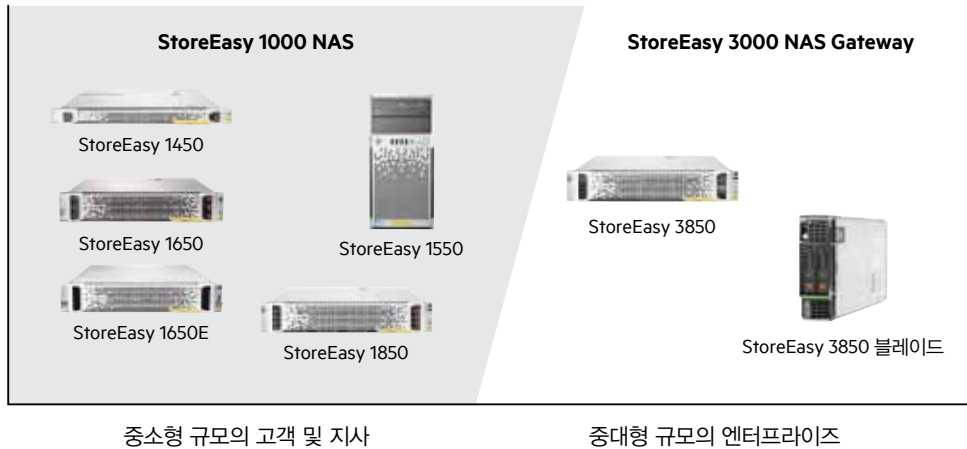 StoreEasy 1000 NAS
StoreEasy 1450
StoreEasy 1650
StoreEasy 1650E
StoreEasy 1550
StoreEasy 1850
StoreEasy 3000 NAS Gateway
StoreEasy 3850
StoreEasy 3850 블레이드
중소형 규모의 고객 및 지사
중대형 규모의 엔터프라이즈